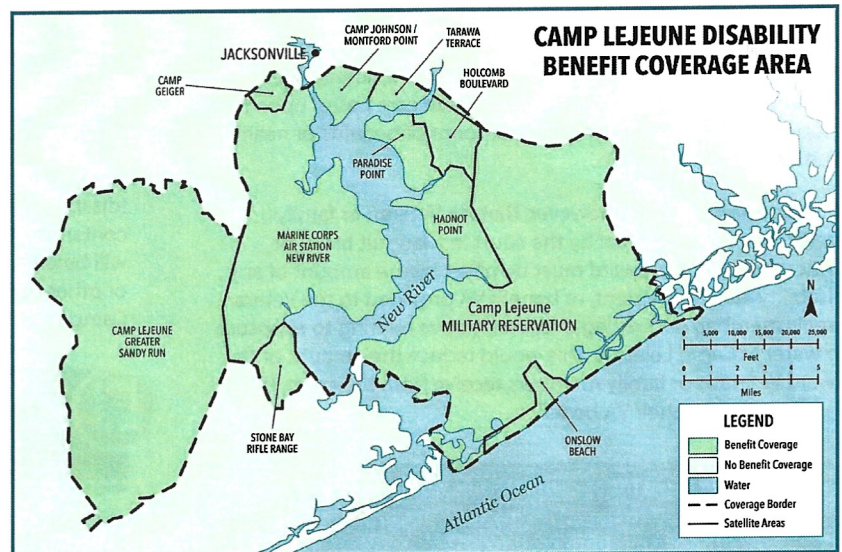 CAMP LEJEUNE DISABILITY
BENEFIT COVERAGE AREA
JACKSONVILLE
CAMP JOHNSON /
MONTFORD POINT
TARAWA
TERRACE
CAMP
GEIGER
HOLCOMB
BOULEVARD
PARADISE
POINT
HADNOT
POINT
MARINE CORPS
AIR STATION
NEW RIVER
New River
Camp Lejeune
MILITARY RESERVATION
CAMP LEJEUNE
GREATER
SANDY RUN
STONE BAY
RIFLE RANGE
ONSLOW
BEACH
Atlantic Ocean
N
0 5,000 10,000 15,000 20,000 25,000
Feet
0 1 2 3 4 5
Miles
LEGEND
Benefit Coverage
No Benefit Coverage
Water
Coverage Border
Satellite Areas